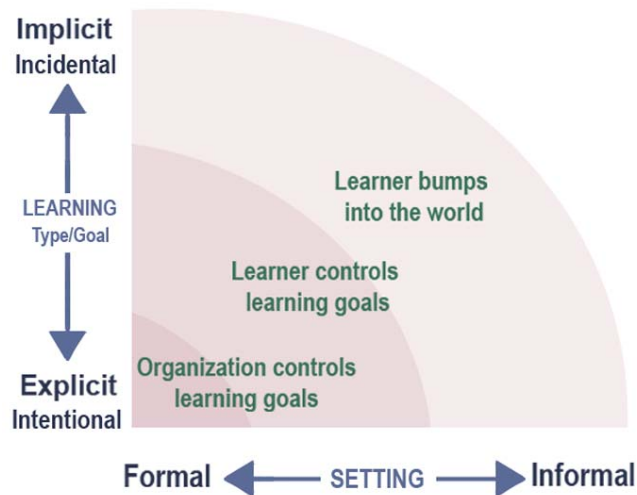 Implicit
Incidental
LEARNING
Type/Goal
Explicit
Intentional
Learner bumps
into the world
Learner controls
learning goals
Organization controls
learning goals
Formal
SETTING
Informal